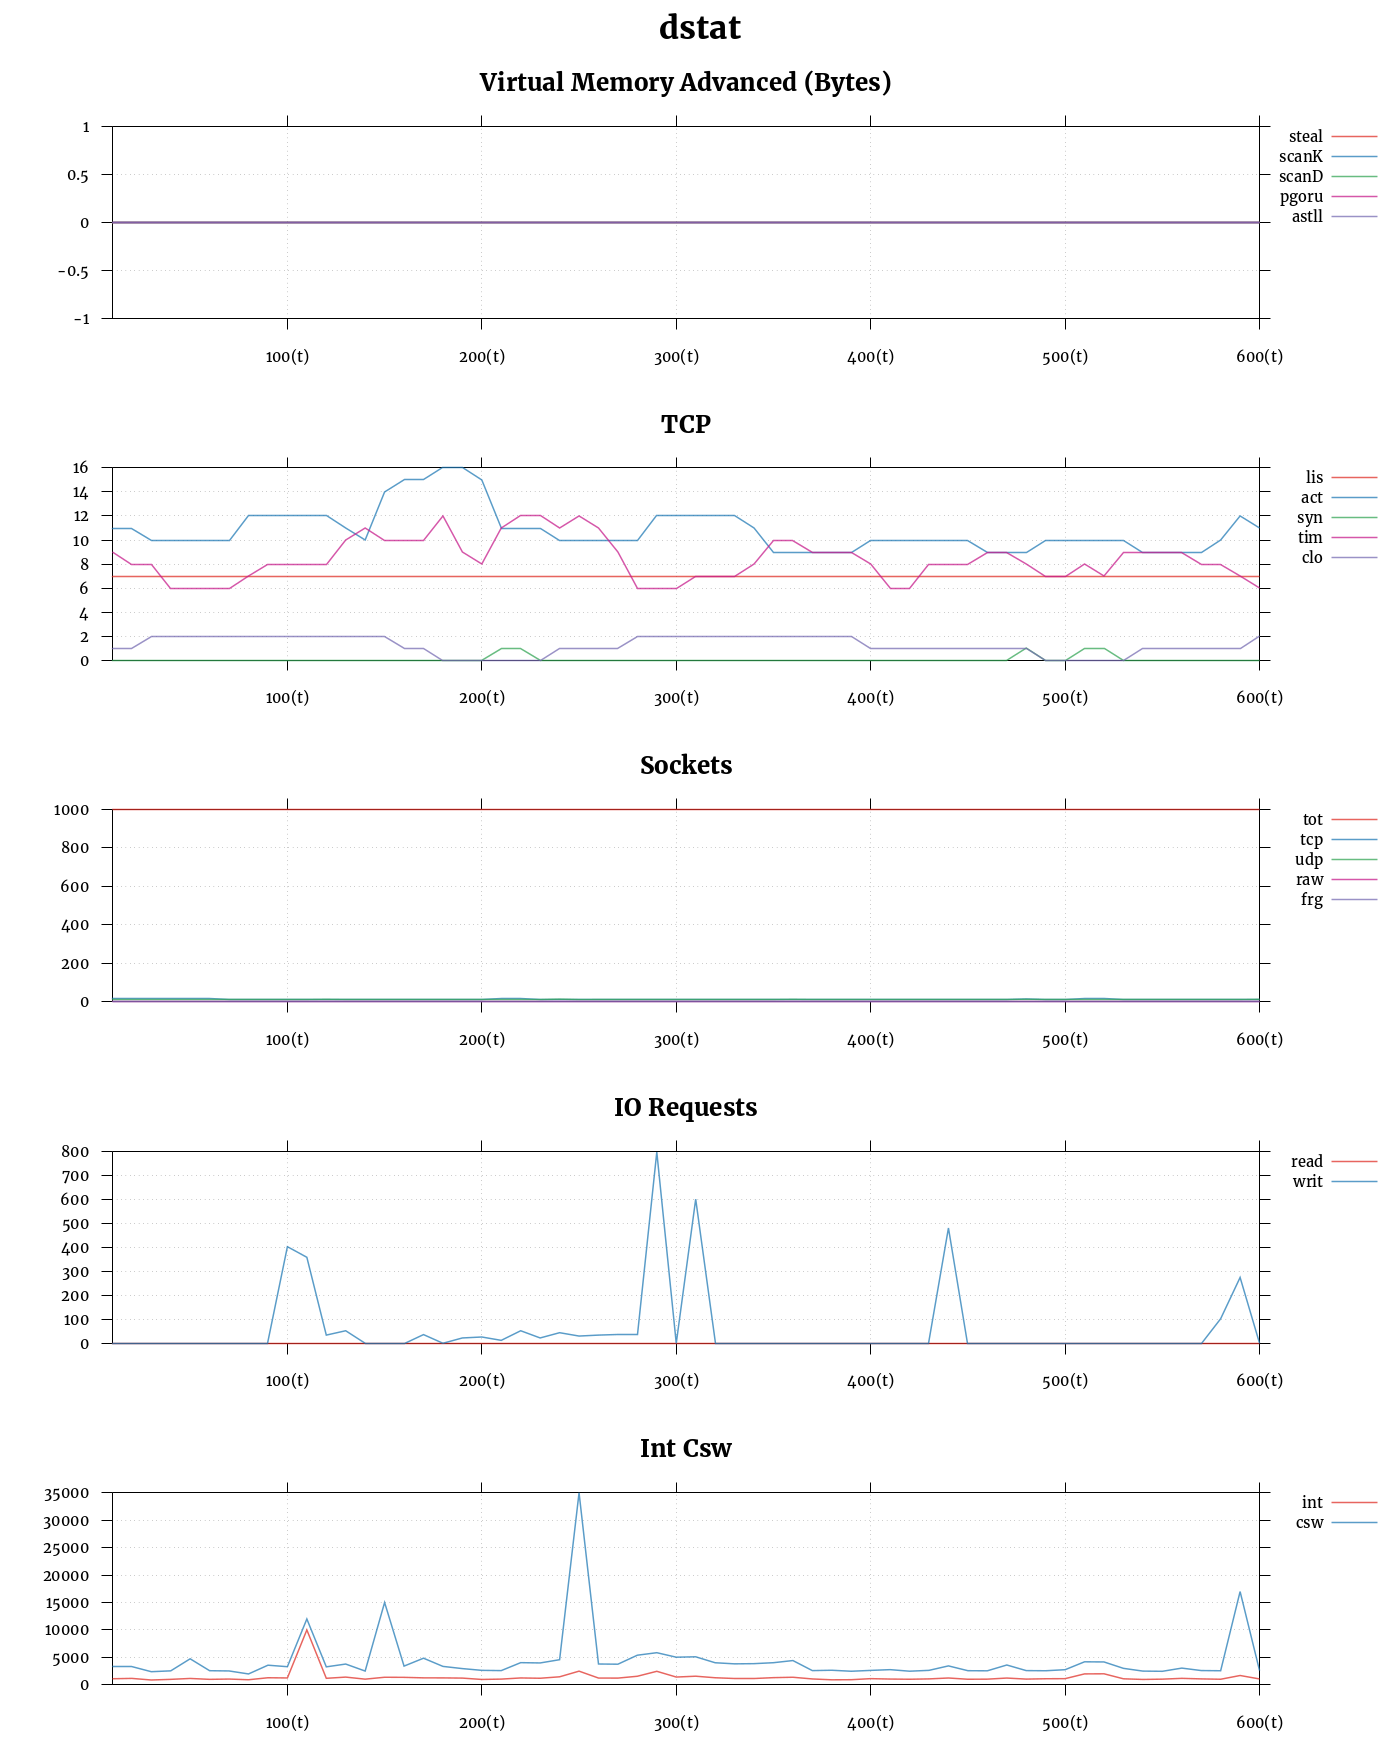 dstat
Virtual Memory Advanced (Bytes)
1
0.5
0
-0.5
-1
100(t) 200(t) 300(t) 400(t) 500(t) 600(t)
steal
scanK
scanD
pgoru
astll
TCP
16
14
12
10
8
6
4
2
0
100(t) 200(t) 300(t) 400(t) 500(t) 600(t)
lis
act
syn
tim
clo
Sockets
1000
800
600
400
200
0
100(t) 200(t) 300(t) 400(t) 500(t) 600(t)
tot
tcp
udp
raw
frg
IO Requests
800
700
600
500
400
300
200
100
0
100(t) 200(t) 300(t) 400(t) 500(t) 600(t)
read
writ
Int Csw
35000
30000
25000
20000
15000
10000
5000
0
100(t) 200(t) 300(t) 400(t) 500(t) 600(t)
int
csw